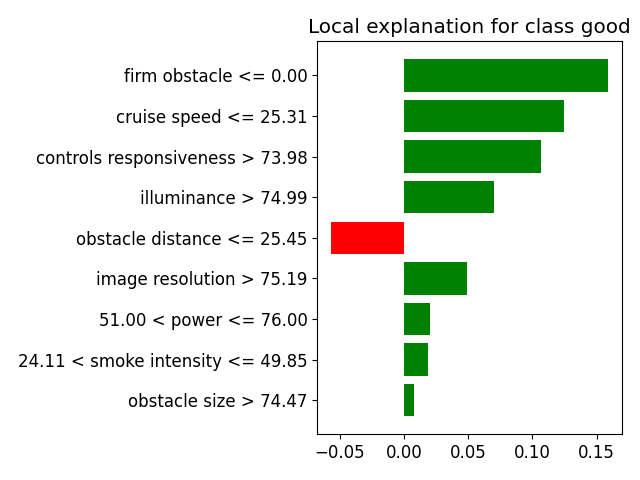 Local explanation for class good
firm obstacle <= 0.00
cruise speed <= 25.31
controls responsiveness > 73.98
illuminance > 74.99
obstacle distance <= 25.45
image resolution > 75.19
51.00 < power <= 76.00
24.11 < smoke intensity <= 49.85
obstacle size > 74.47
−0.05 0.00 0.05 0.10 0.15